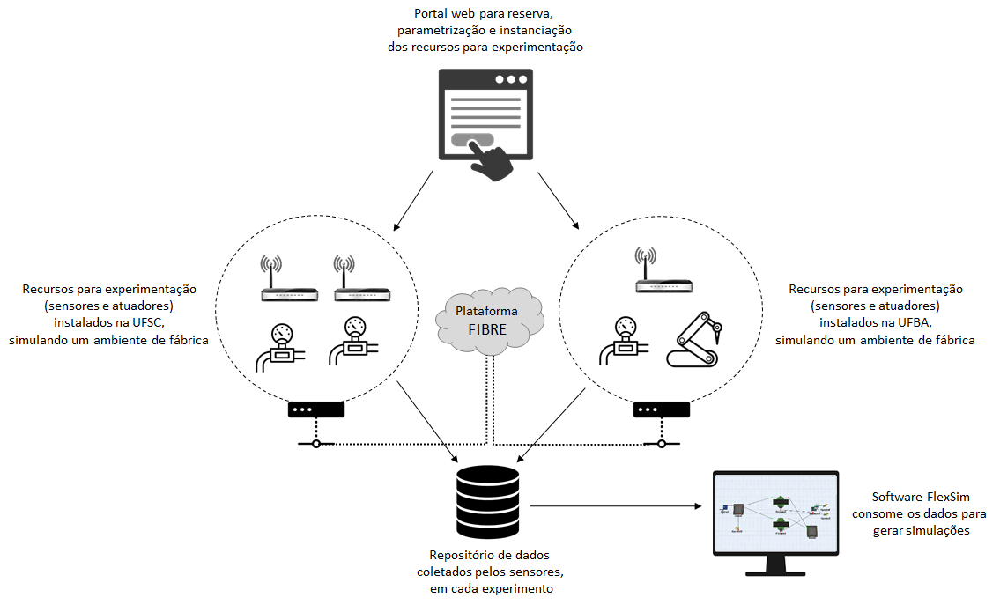 Portal web para reserva,
parametrização e instanciação
dos recursos para experimentação
Recursos para experimentação
(sensores e atuadores)
instalados na UFSC,
simulando um ambiente de fábrica
Plataforma
FIBRE
Recursos para experimentação
(sensores e atuadores)
instalados na UFBA,
simulando um ambiente de fábrica
Repositório de dados
coletados pelos sensores,
em cada experimento
Software FlexSim
consome os dados para
gerar simulações